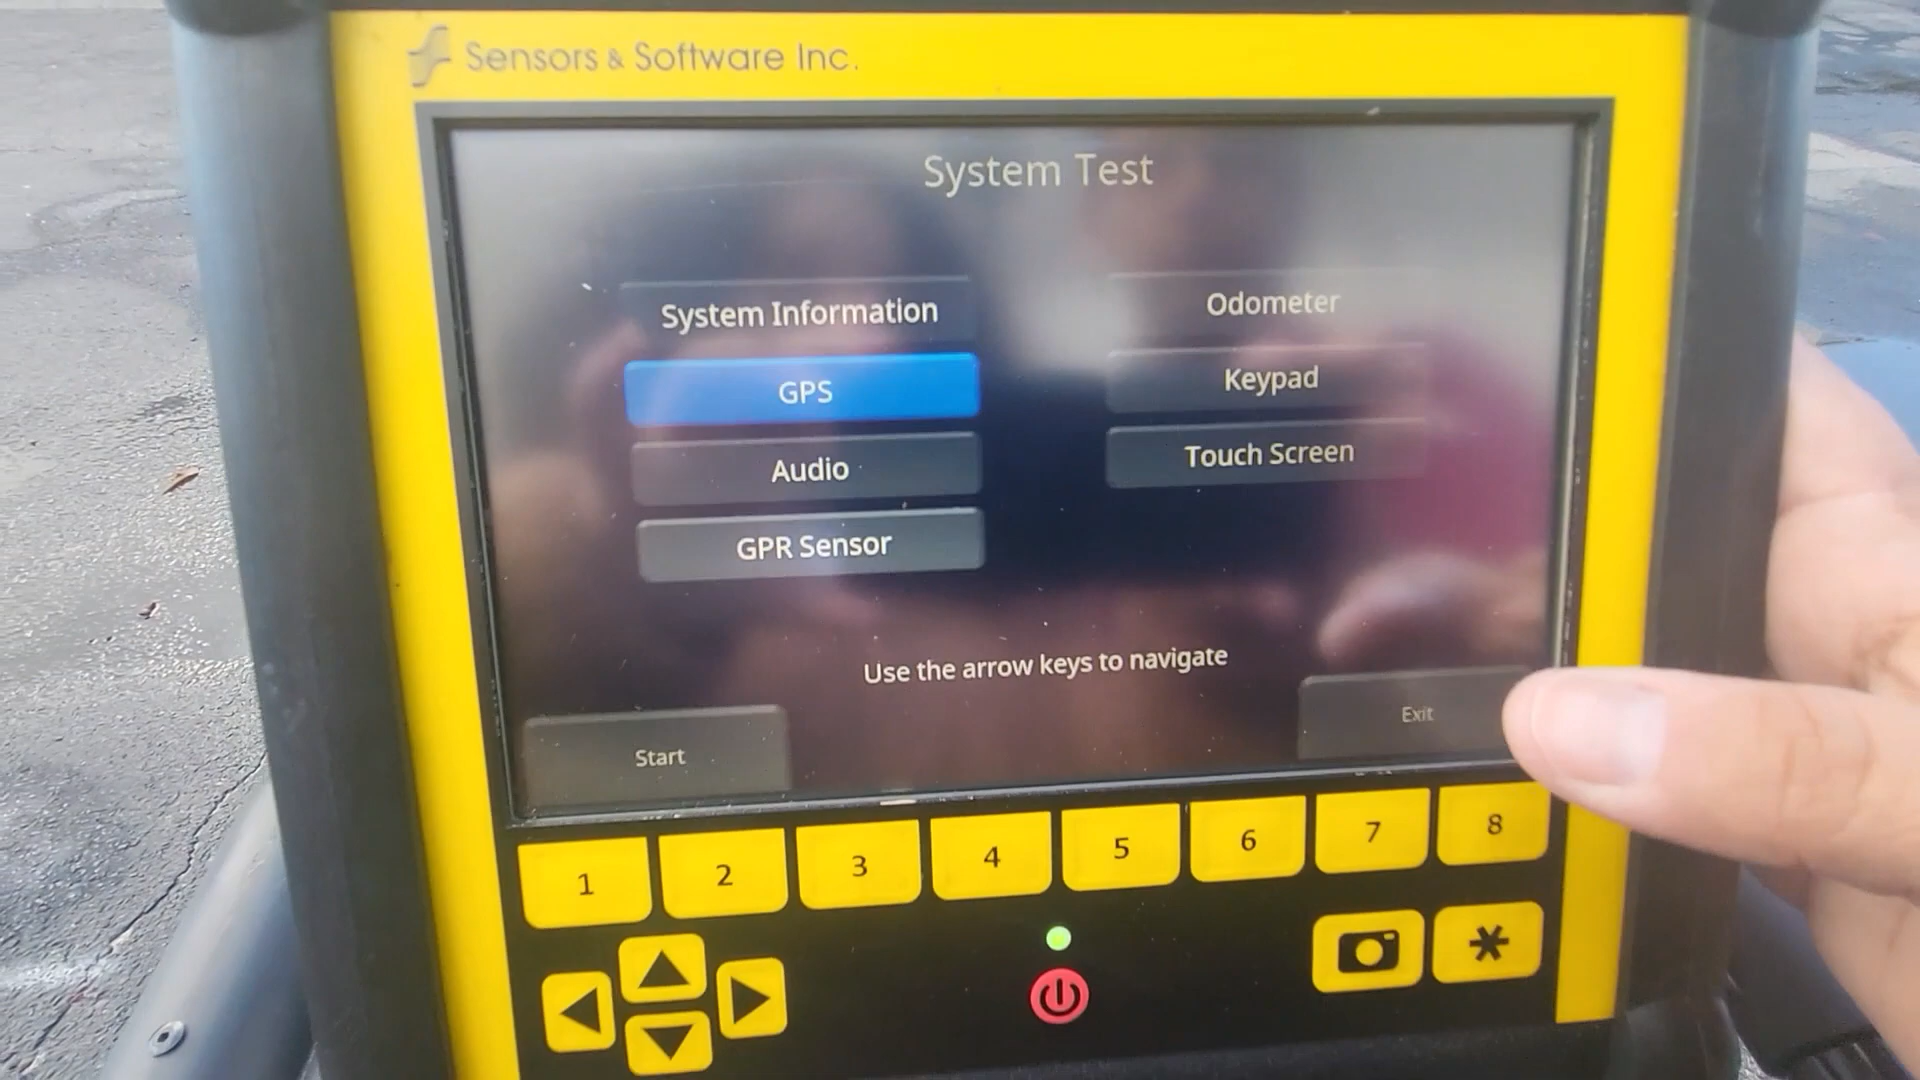 Sensors & Software Inc.
System Test
System Information
Odometer
GPS
Keypad
Audio
Touch Screen
GPR Sensor
Use the arrow keys to navigate
Start
Exit
1 2 3 4 5 6 7 8
*